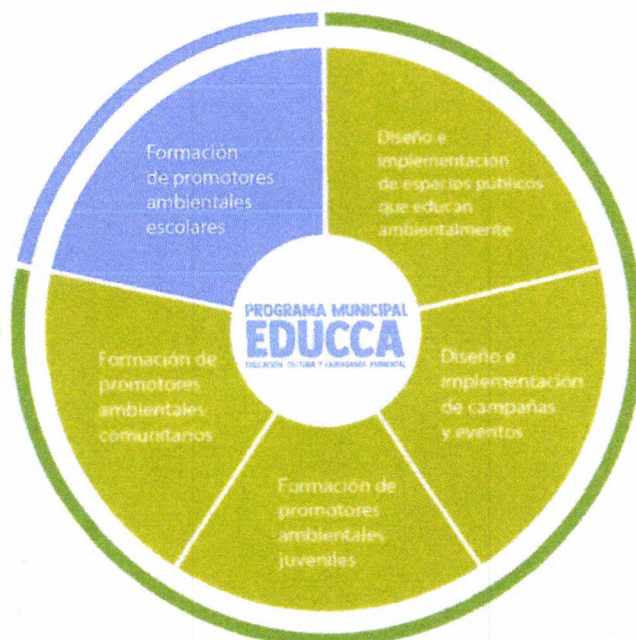 Formación
de promotores
ambientales
escolares
Diseño e
implementación
de espacios públicos
que educan
ambientalmente
PROGRAMA MUNICIPAL
EDUCCA
EDUCACIÓN, CULTURA Y CIUDADANÍA AMBIENTAL
Formación de
promotores
ambientales
comunitarios
Diseño e
implementación
de campañas
y eventos
Formación de
promotores
ambientales
juveniles